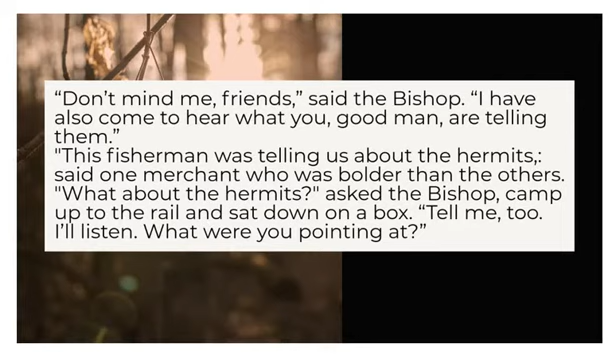 “Don’t mind me, friends,” said the Bishop. “I have
also come to hear what you, good man, are telling
them.”
"This fisherman was telling us about the hermits,:
said one merchant who was bolder than the others.
"What about the hermits?" asked the Bishop, camp
up to the rail and sat down on a box. “Tell me, too.
I’ll listen. What were you pointing at?”